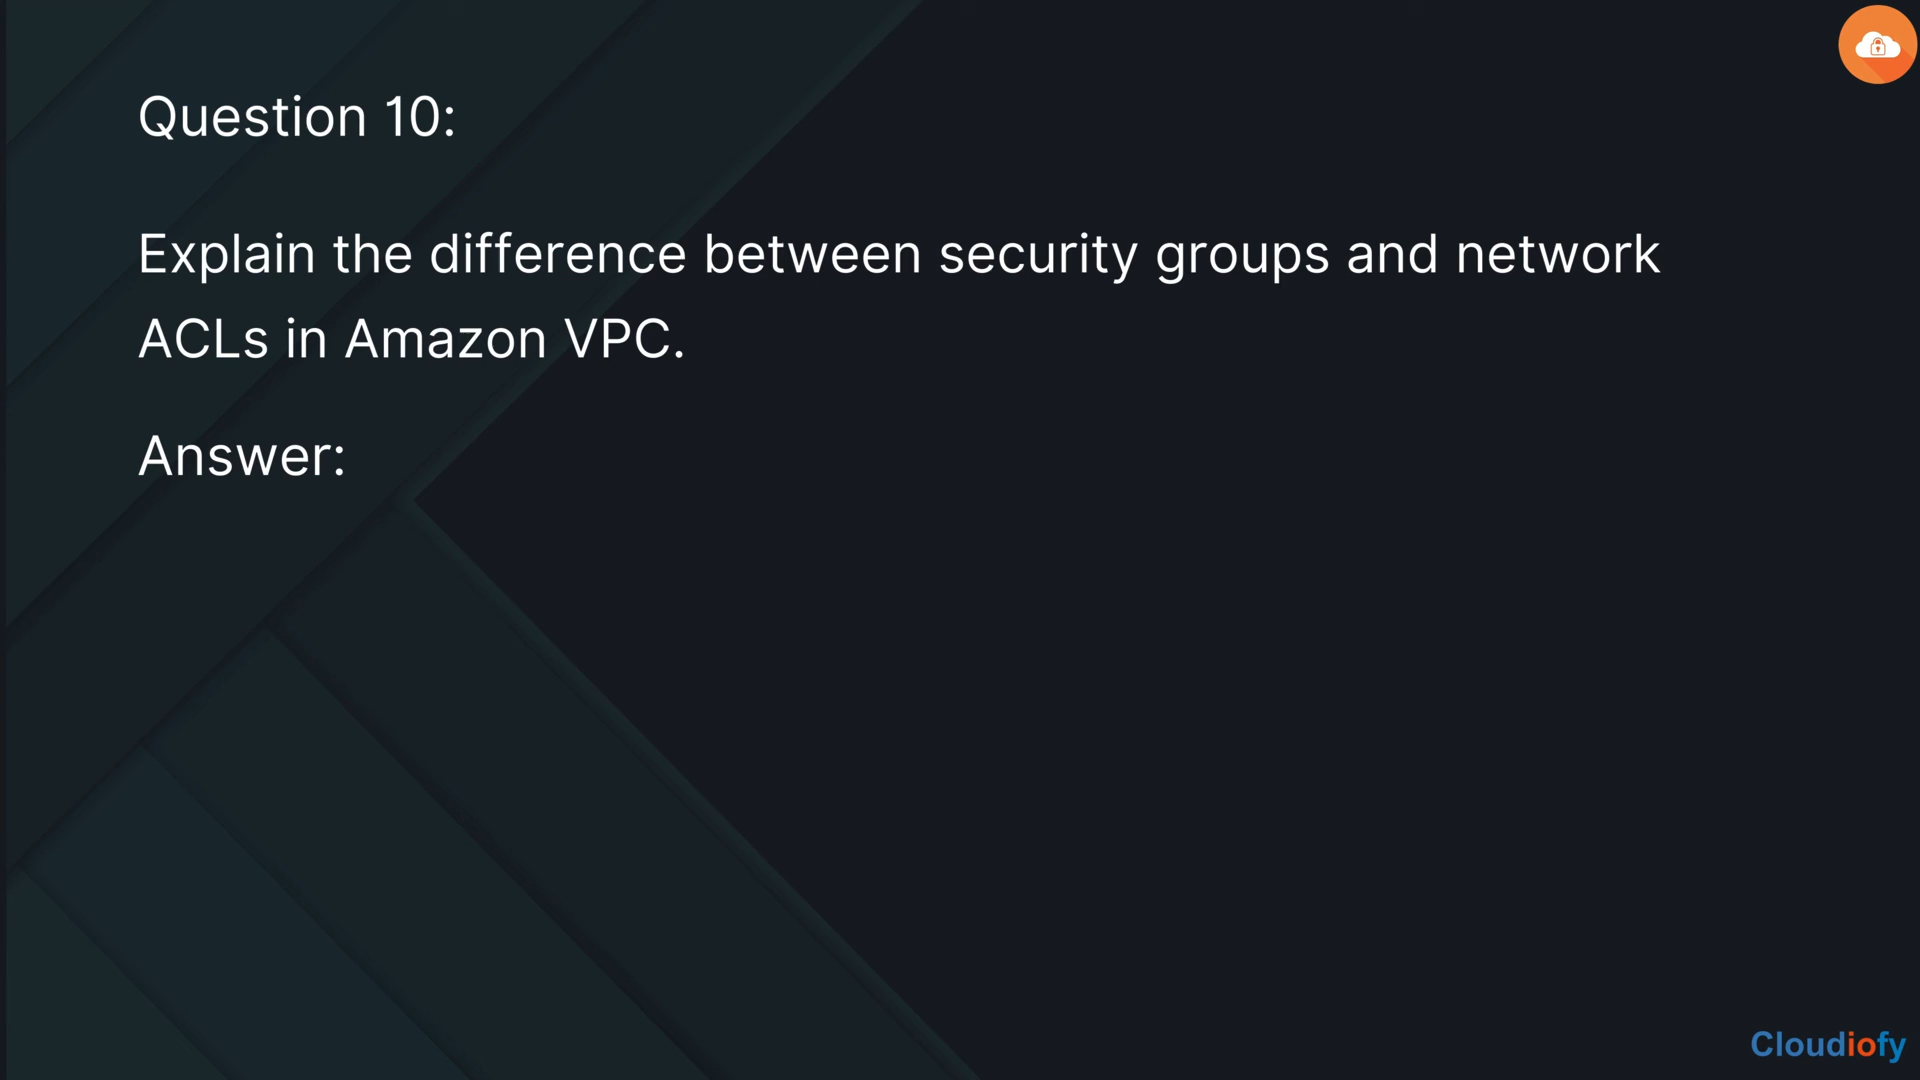 Question 10:
Explain the difference between security groups and network
ACLs in Amazon VPC.
Answer:
Cloudiofy